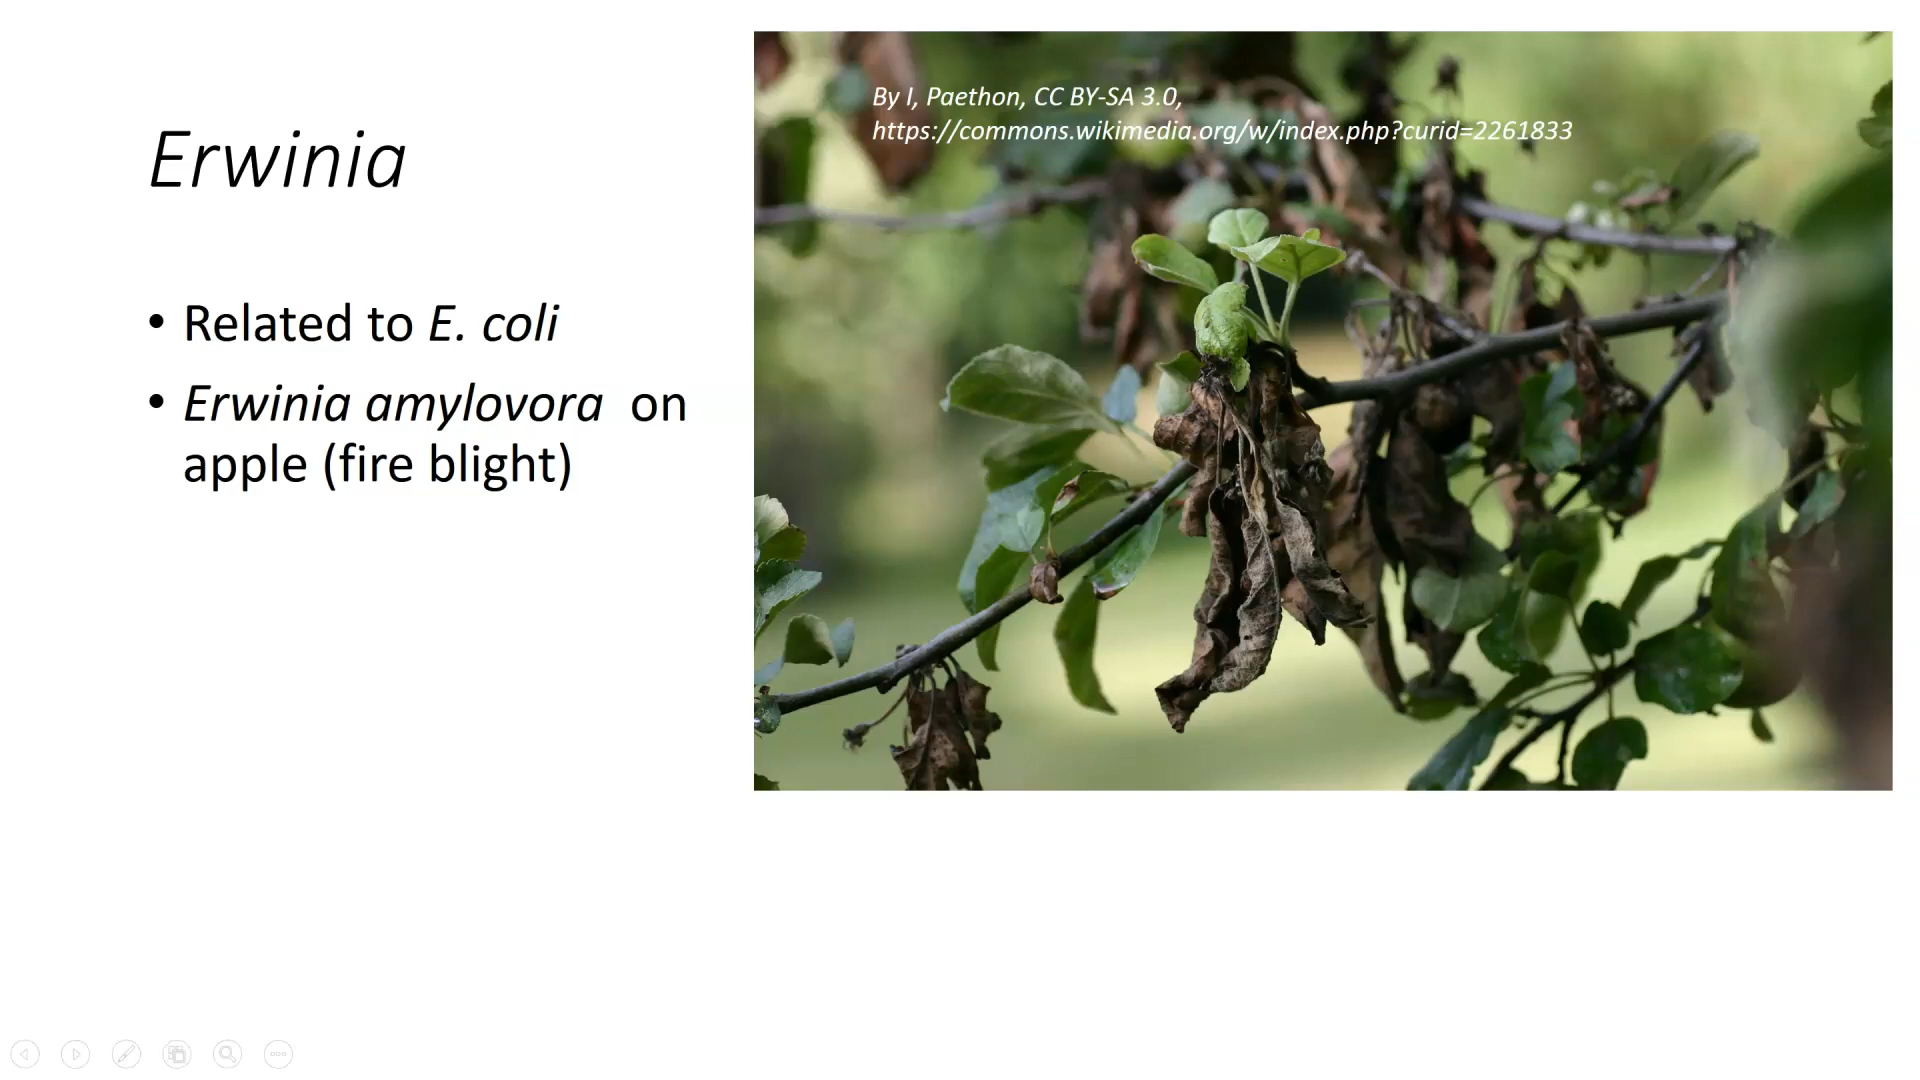 Erwinia
• Related to E. coli
• Erwinia amylovora on
apple (fire blight)
By I, Paethon, CC BY-SA 3.0,
https://commons.wikimedia.org/w/index.php?curid=2261833